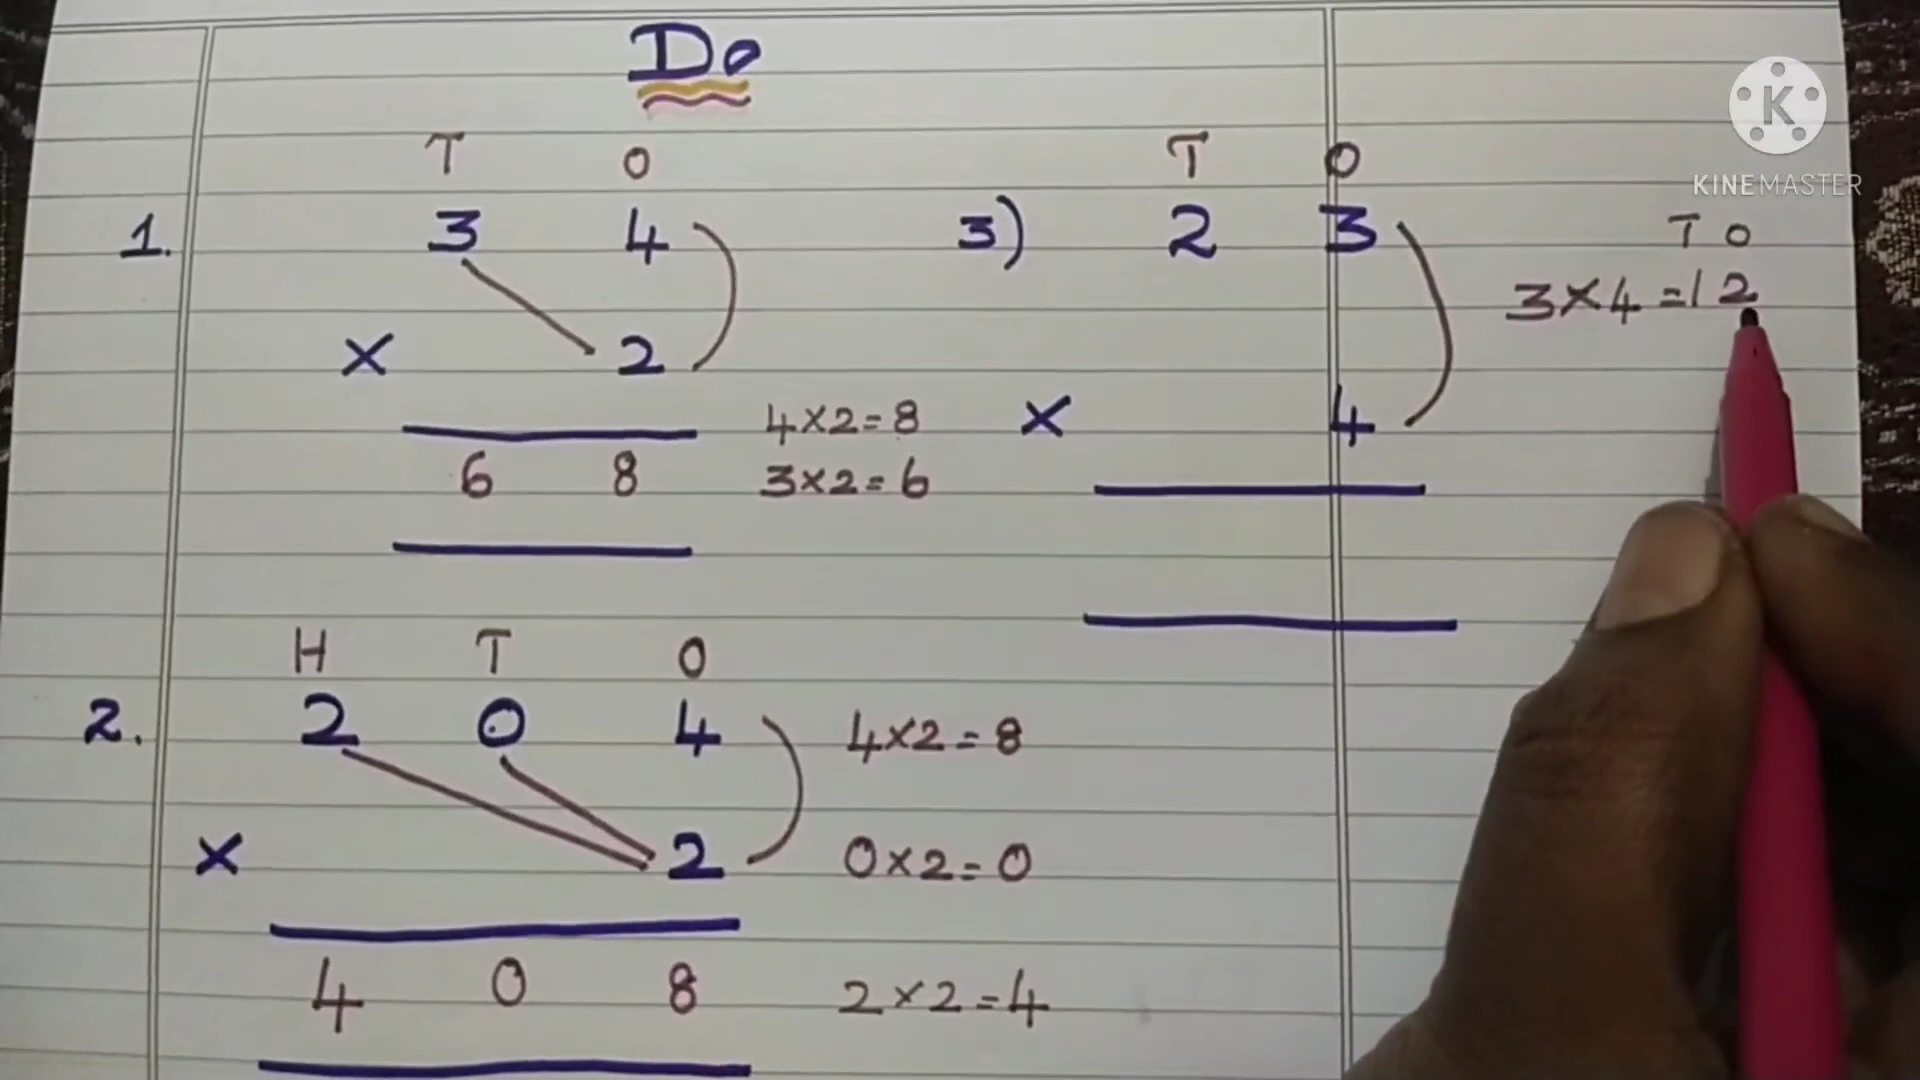 Do
T O
1. 3 4
× 2
6 8
4×2=8
3×2=6
H T O
2. 2 0 4
× 2
4 0 8
4×2=8
0×2=0
2×2=4
T O
3) 2 3
× 4
T O
3×4=12
K
KINEMASTER